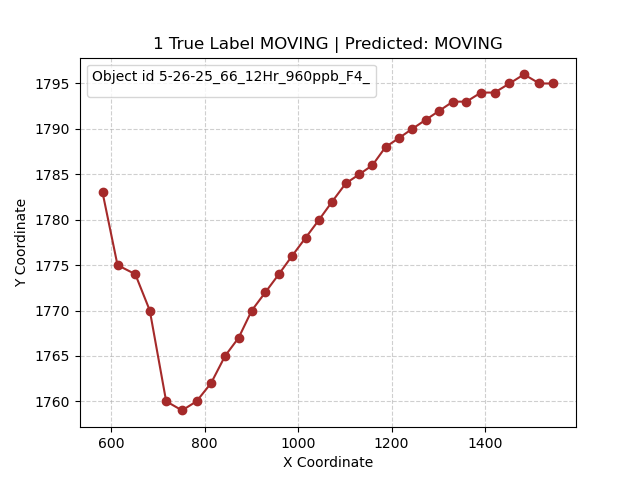 1 True Label MOVING | Predicted: MOVING
Object id 5-26-25_66_12Hr_960ppb_F4_
1795
1790
1785
1780
1775
1770
1765
1760
Y Coordinate
600 800 1000 1200 1400
X Coordinate